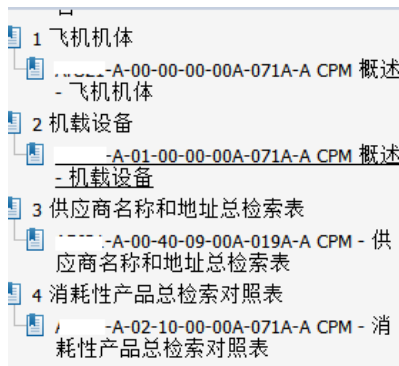 1 飞机机体
-A-00-00-00-00A-071A-A CPM 概述
- 飞机机体
2 机载设备
-A-01-00-00-00A-071A-A CPM 概述
- 机载设备
3 供应商名称和地址总检索表
-A-00-40-09-00A-019A-A CPM - 供
应商名称和地址总检索表
4 消耗性产品总检索对照表
-A-02-10-00-00A-071A-A CPM - 消
耗性产品总检索对照表